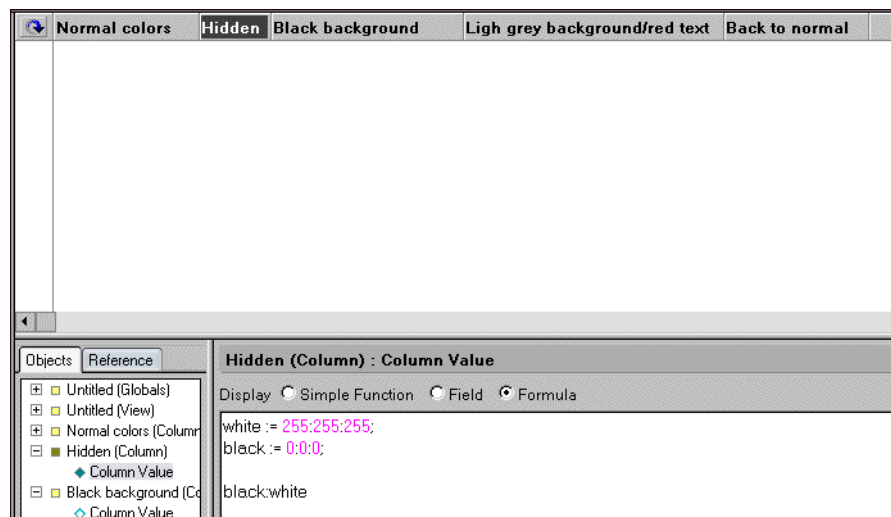 Normal colors Hidden Black background Ligh grey background/red text Back to normal
Objects Reference
Hidden (Column) : Column Value
Display Simple Function Field Formula
Untitled (Globals)
Untitled (View)
Normal colors (Column
Hidden (Column)
Column Value
Black background (Co
Column Value
white := 255:255:255;
black := 0:0:0;
black:white